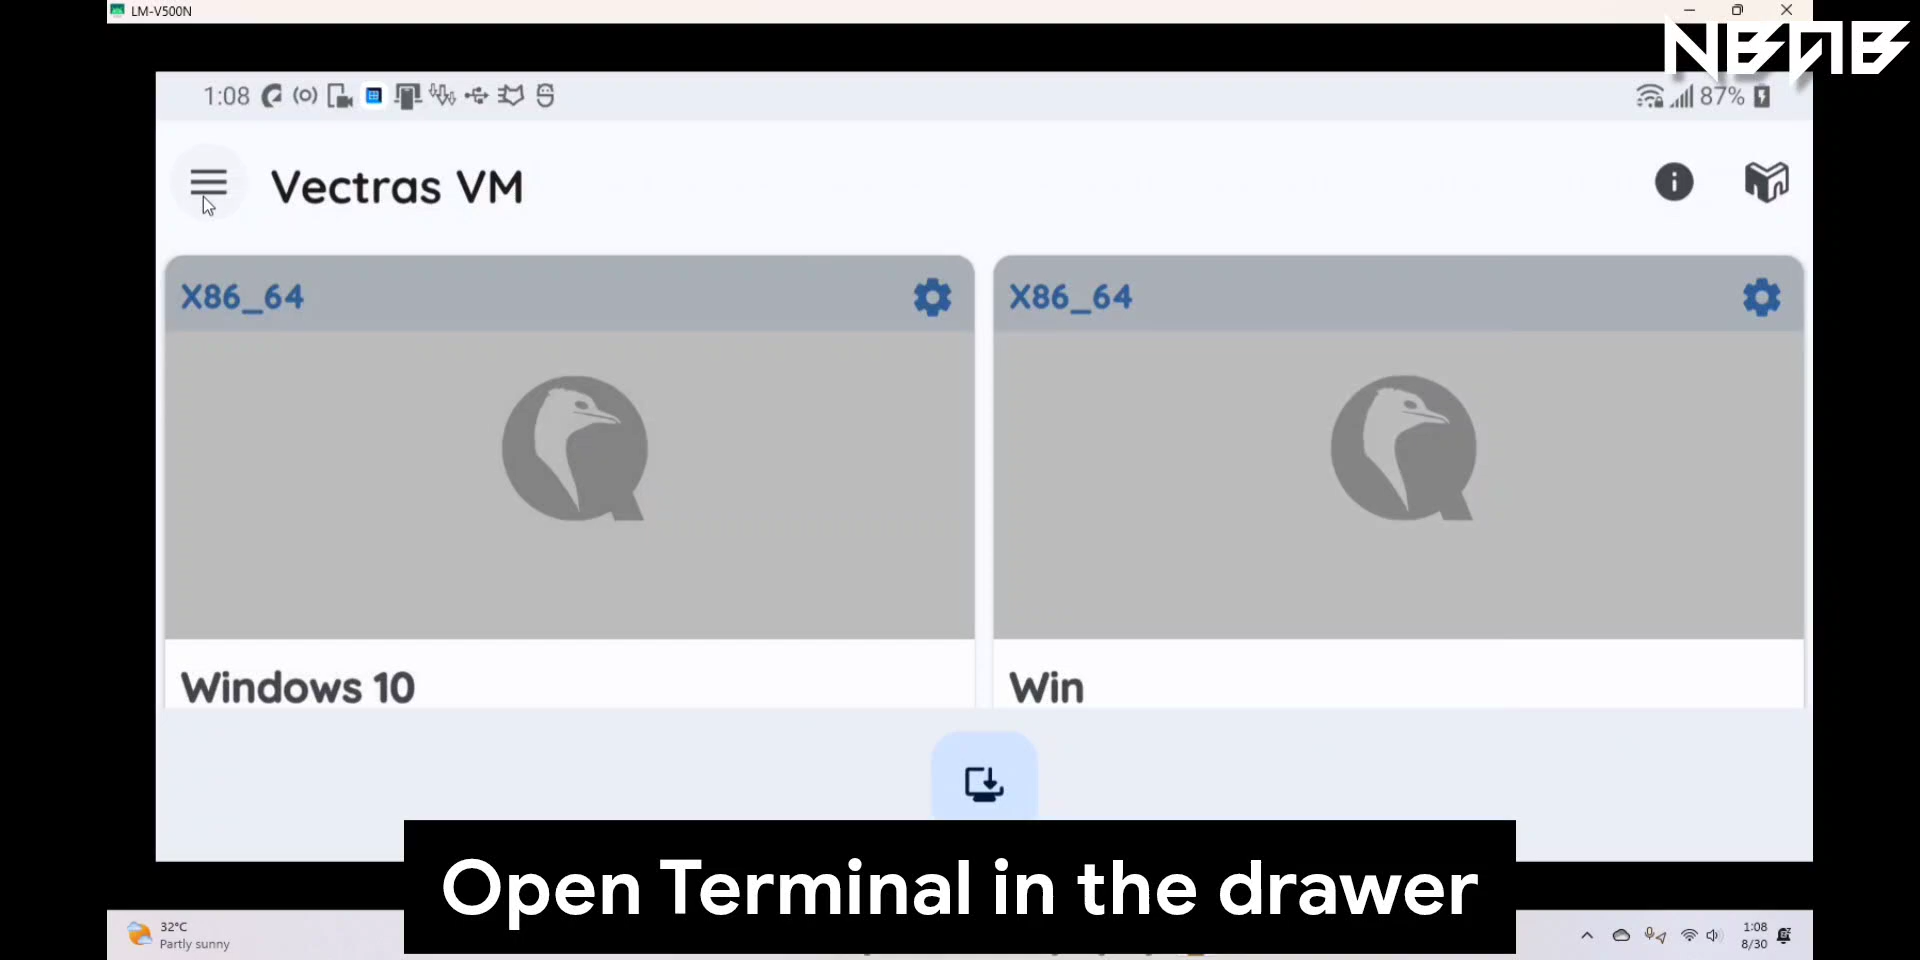 LM-V500N
NBAB
1:08
87%
Vectras VM
X86_64
X86_64
Windows 10
Win
Open Terminal in the drawer
32°C
Partly sunny
1:08
8/30